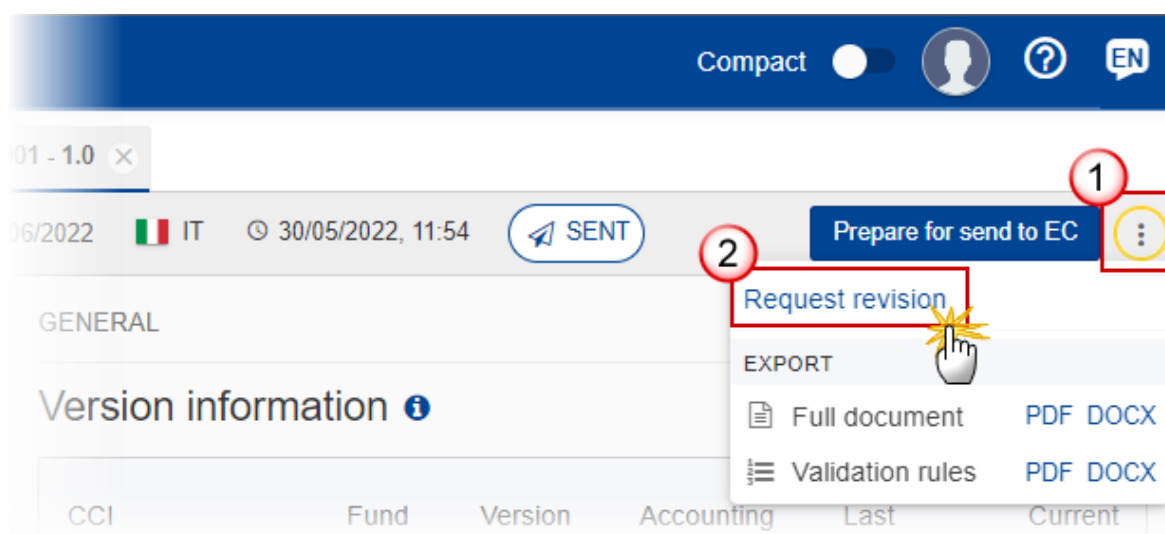 Compact EN
01 - 1.0
1
06/2022 IT 30/05/2022, 11:54 SENT Prepare for send to EC
2
Request revision
GENERAL
EXPORT
Version information
Full document PDF DOCX
Validation rules PDF DOCX
CCI Fund Version Accounting Last Current